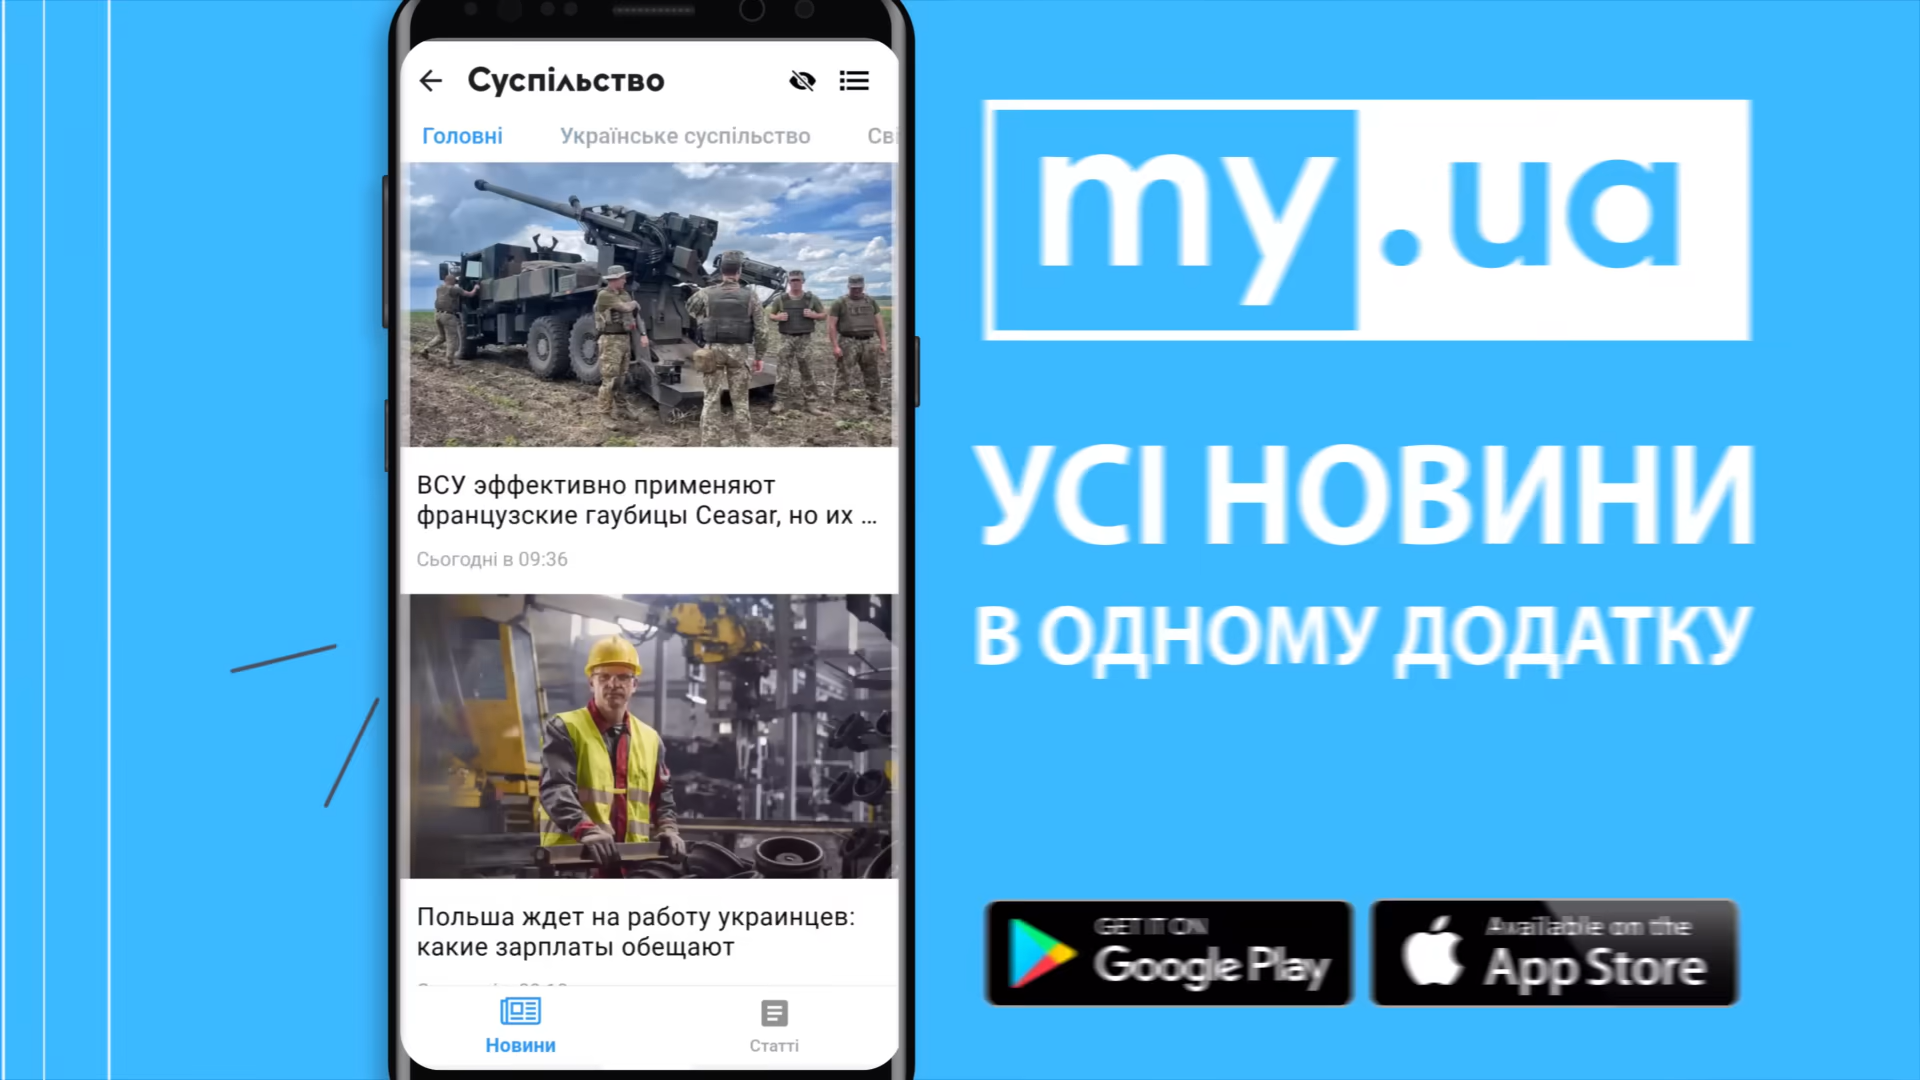 Суспільство
Головні Українське суспільство Сві
ВСУ эффективно применяют
французские гаубицы Ceasar, но их ...
Сьогодні в 09:36
Польша ждет на работу украинцев:
какие зарплаты обещают
Новини Статті
my.ua
УСІ НОВИНИ
В ОДНОМУ ДОДАТКУ
GET IT ON
Google Play
Available on the
App Store